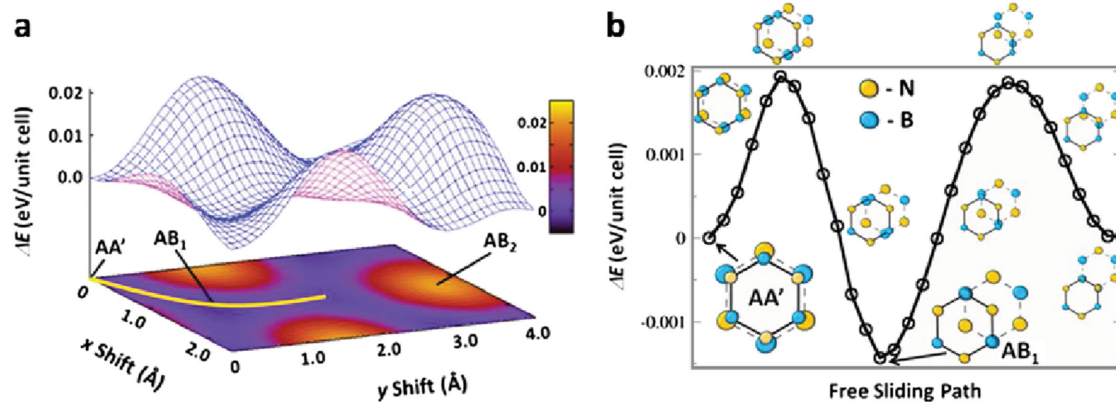 a
0.02
0.01
0.0
ΔE (eV/unit cell)
0.02
0.01
0
AA'
AB₁
AB₂
0
1.0
2.0
x Shift (Å)
0
1.0
2.0
3.0
4.0
y Shift (Å)
b
0.002
0.001
0
-0.001
ΔE (eV/unit cell)
- N
- B
AA'
AB₁
Free Sliding Path